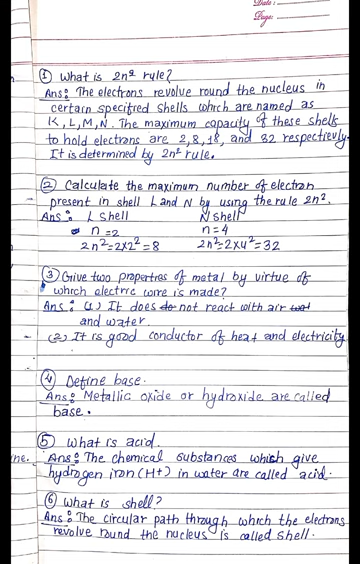 Date:
Page:
① What is 2n² rule?
Ans: The electrons revolve round the nucleus in
certain specified shells which are named as
K, L, M, N. The maximum capacity of these shells
to hold electrons are 2, 8, 18, and 32 respectively.
It is determined by 2n² rule.
② Calculate the maximum number of electron
present in shell L and N by using the rule 2n².
Ans: L shell N shell
n = 2 n = 4
2n² = 2×2² = 8 2n² = 2×4² = 32
③ Give two properties of metal by virtue of
which electric wire is made?
Ans: (1) It does not react with air
and water.
(2) It is good conductor of heat and electricity
④ Define base.
Ans: Metallic oxide or hydroxide are called
base.
⑤ What is acid.
ne. Ans: The chemical substances which give
hydrogen iron (H+) in water are called acid.
⑥ What is shell?
Ans: The circular path through which the electrons
revolve round the nucleus is called shell.